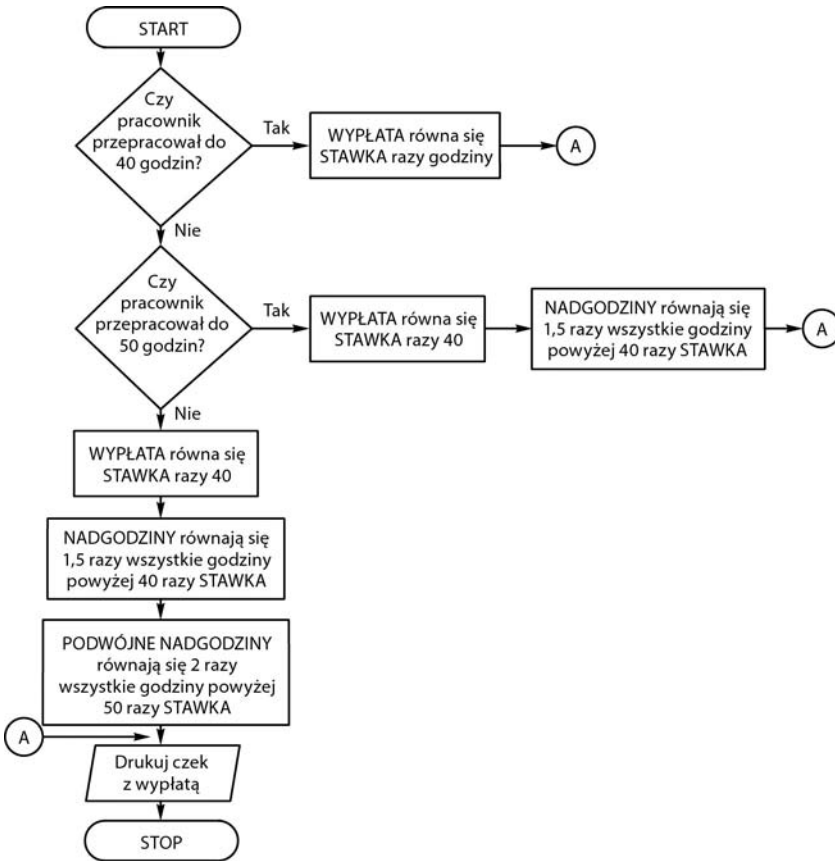 START
Czy
pracownik
przepracował do
40 godzin?
Tak
WYPŁATA równa się
STAWKA razy godziny
A
Nie
Czy
pracownik
przepracował do
50 godzin?
Tak
WYPŁATA równa się
STAWKA razy 40
NADGODZINY równają się
1,5 razy wszystkie godziny
powyżej 40 razy STAWKA
A
Nie
WYPŁATA równa się
STAWKA razy 40
NADGODZINY równają się
1,5 razy wszystkie godziny
powyżej 40 razy STAWKA
PODWÓJNE NADGODZINY
równają się 2 razy
wszystkie godziny powyżej
50 razy STAWKA
A
Drukuj czek
z wypłatą
STOP